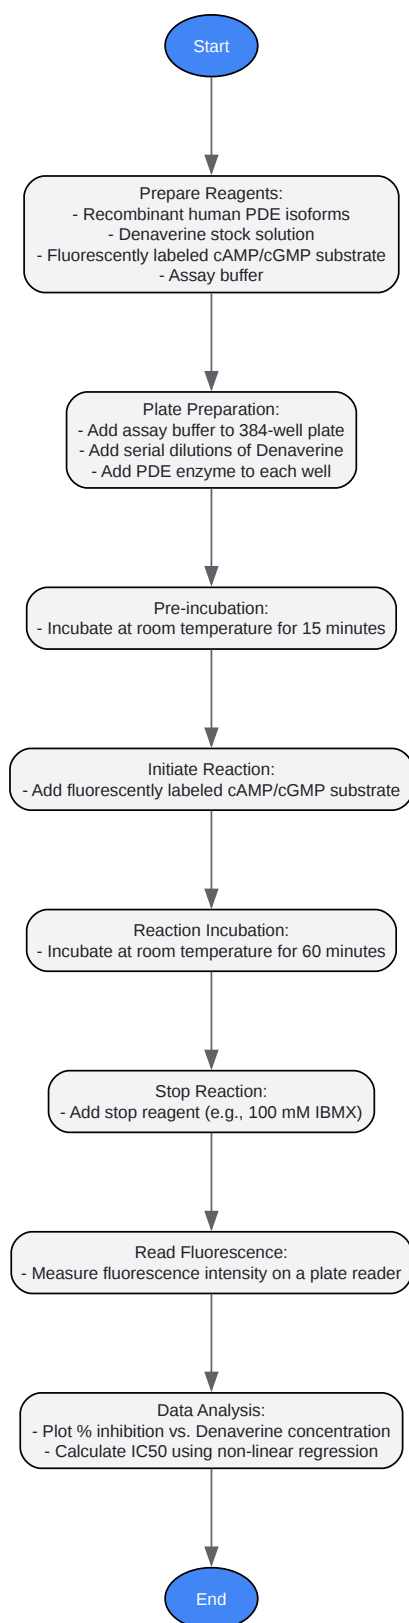 Start
Prepare Reagents:
- Recombinant human PDE isoforms
- Denaverine stock solution
- Fluorescently labeled cAMP/cGMP substrate
- Assay buffer
Plate Preparation:
- Add assay buffer to 384-well plate
- Add serial dilutions of Denaverine
- Add PDE enzyme to each well
Pre-incubation:
- Incubate at room temperature for 15 minutes
Initiate Reaction:
- Add fluorescently labeled cAMP/cGMP substrate
Reaction Incubation:
- Incubate at room temperature for 60 minutes
Stop Reaction:
- Add stop reagent (e.g., 100 mM IBMX)
Read Fluorescence:
- Measure fluorescence intensity on a plate reader
Data Analysis:
- Plot % inhibition vs. Denaverine concentration
- Calculate IC50 using non-linear regression
End